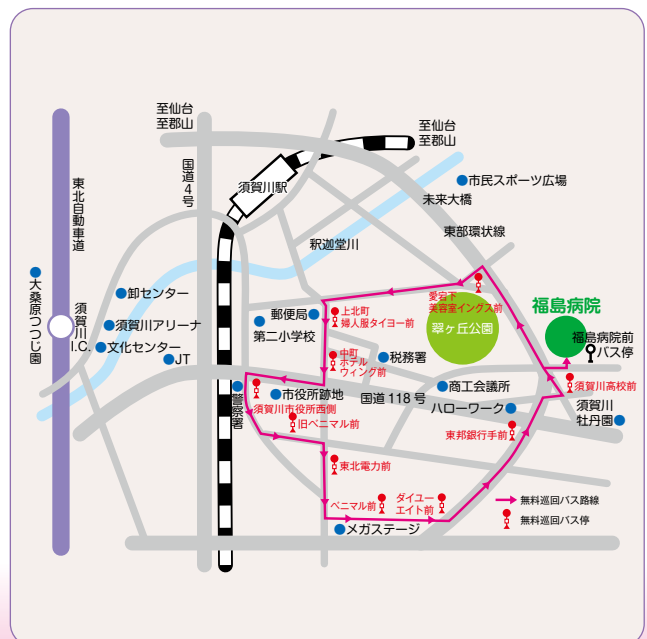 至仙台
至郡山
至仙台
至郡山
国道4号
須賀川駅
市民スポーツ広場
未来大橋
東北自動車道
東部環状線
釈迦堂川
大桑原つつじ園
卸センター
愛宕下
美容室イングス前
福島病院
須賀川
I.C.
郵便局
上北町
婦人服タイヨー前
須賀川アリーナ
第二小学校
翠ヶ丘公園
福島病院前
バス停
文化センター
中町
ホテル
ウィング前
税務署
JT
警察署
市役所跡地
国道118号
商工会議所
須賀川高校前
須賀川市役所西側
ハローワーク
須賀川
牡丹園
旧ベニマル前
東邦銀行手前
東北電力前
ベニマル前
ダイユー
エイト前
無料巡回バス路線
メガステージ
無料巡回バス停